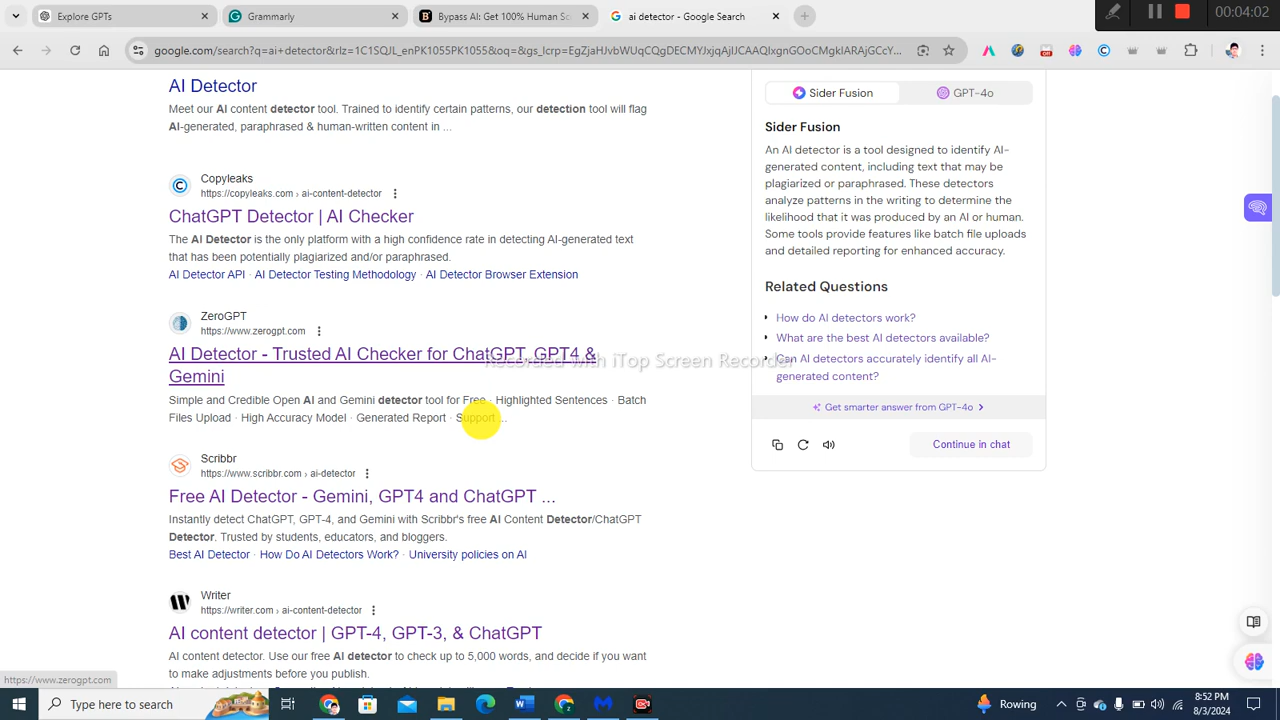 Explore GPTs
Grammarly
Bypass AI: Get 100% Human Sc
ai detector - Google Search
00:04:02
google.com/search?q=ai+detector&rlz=1C1SQJL_enPK1055PK1055&oq=&gs_lcrp=EgZjaHJvbWUqCQgDECMYJxjqAjIJCAAQIxgnGOoCMgkIARAjGCcY...
Off
AI Detector
Meet our AI content detector tool. Trained to identify certain patterns, our detection tool will flag
AI-generated, paraphrased & human-written content in ...
Copyleaks
https://copyleaks.com › ai-content-detector
ChatGPT Detector | AI Checker
The AI Detector is the only platform with a high confidence rate in detecting AI-generated text
that has been potentially plagiarized and/or paraphrased.
AI Detector API · AI Detector Testing Methodology · AI Detector Browser Extension
ZeroGPT
https://www.zerogpt.com
AI Detector - Trusted AI Checker for ChatGPT, GPT4 &
Gemini
Simple and Credible Open AI and Gemini detector tool for Free · Highlighted Sentences · Batch
Files Upload · High Accuracy Model · Generated Report · Support ...
Scribbr
https://www.scribbr.com › ai-detector
Free AI Detector - Gemini, GPT4 and ChatGPT ...
Instantly detect ChatGPT, GPT-4, and Gemini with Scribbr's free AI Content Detector/ChatGPT
Detector. Trusted by students, educators, and bloggers.
Best AI Detector · How Do AI Detectors Work? · University policies on AI
Writer
https://writer.com › ai-content-detector
AI content detector | GPT-4, GPT-3, & ChatGPT
AI content detector. Use our free AI detector to check up to 5,000 words, and decide if you want
to make adjustments before you publish.
Sider Fusion
GPT-4o
Sider Fusion
An AI detector is a tool designed to identify AI-
generated content, including text that may be
plagiarized or paraphrased. These detectors
analyze patterns in the writing to determine the
likelihood that it was produced by an AI or human.
Some tools provide features like batch file uploads
and detailed reporting for enhanced accuracy.
Related Questions
How do AI detectors work?
What are the best AI detectors available?
Can AI detectors accurately identify all AI-
generated content?
Get smarter answer from GPT-4o
Continue in chat
Recorded with iTop Screen Recorder
https://www.zerogpt.com
Type here to search
Rowing
8:52 PM
8/3/2024